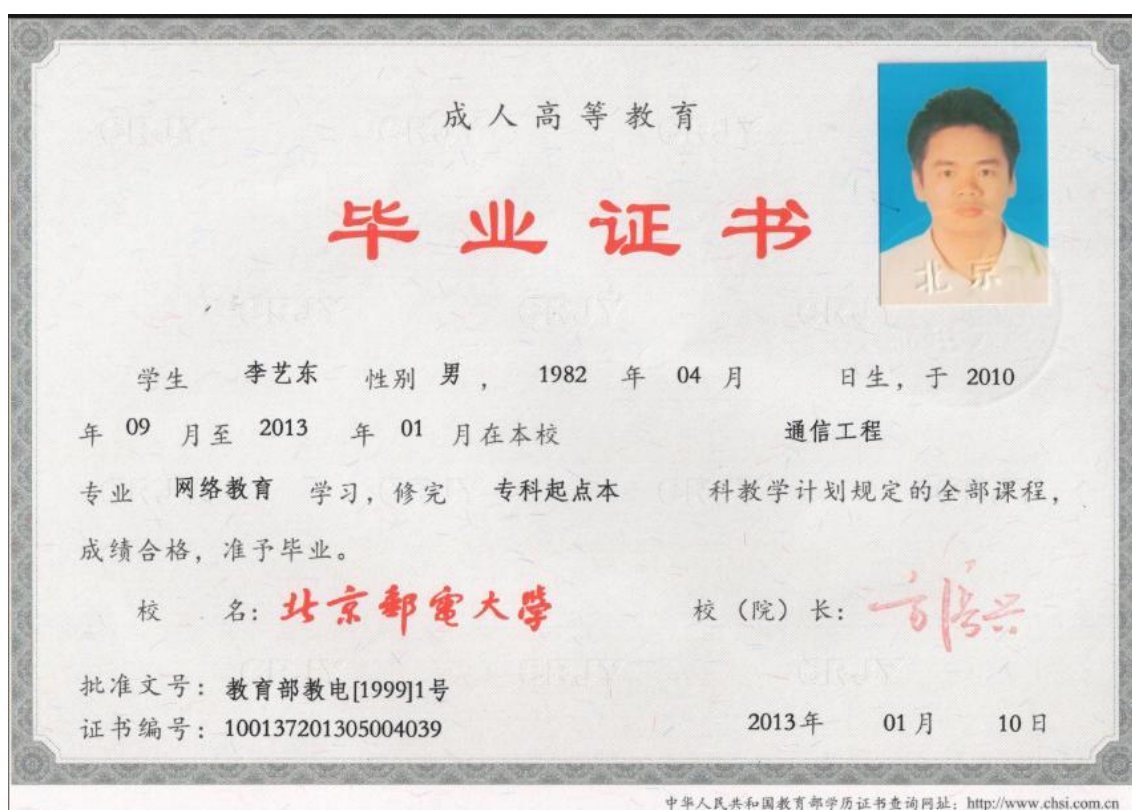 成人高等教育
毕业证书
北京
学生 李艺东 性别 男 ， 1982 年 04 月 日生，于 2010
年 09 月至 2013 年 01 月在本校 通信工程
专业 网络教育 学习，修完 专科起点本 科教学计划规定的全部课程，
成绩合格，准予毕业。
校 名：北京郵電大學 校（院）长：
批准文号：教育部教电[1999]1号
证书编号：100137201305004039 2013年 01月 10日
中华人民共和国教育部学历证书查询网址：http://www.chsi.com.cn